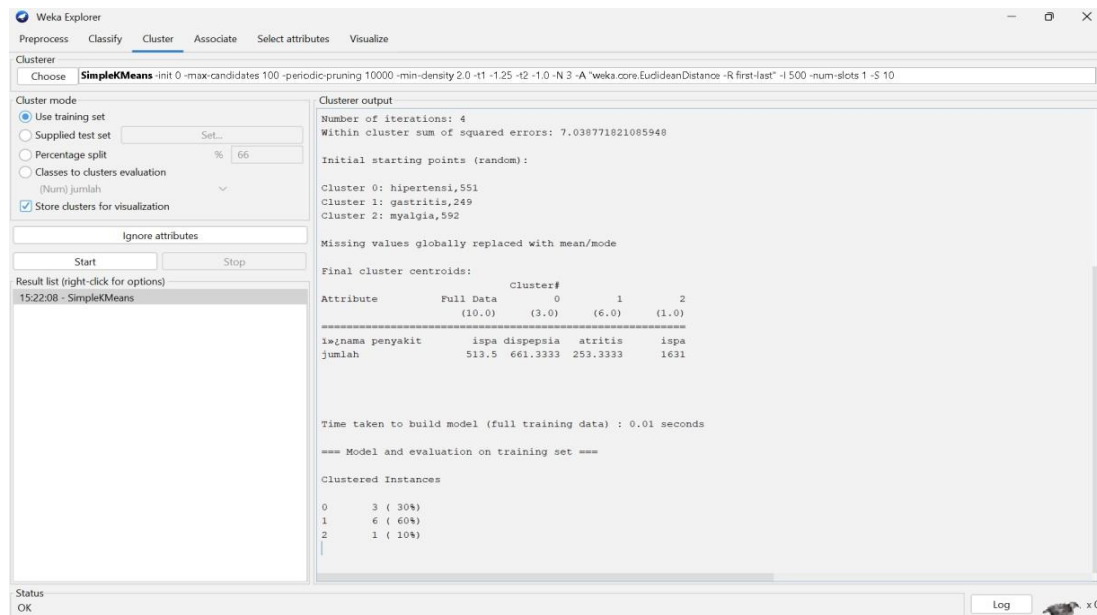 Weka Explorer
Preprocess Classify Cluster Associate Select attributes Visualize
Clusterer
Choose SimpleKMeans -init 0 -max-candidates 100 -periodic-pruning 10000 -min-density 2.0 -t1 -1.25 -t2 -1.0 -N 3 -A "weka.core.EuclideanDistance -R first-last" -I 500 -num-slots 1 -S 10
Cluster mode
Use training set
Supplied test set Set...
Percentage split % 66
Classes to clusters evaluation
(Num) jumlah
Store clusters for visualization
Ignore attributes
Start Stop
Result list (right-click for options)
15:22:08 - SimpleKMeans
Clusterer output
Number of iterations: 4
Within cluster sum of squared errors: 7.038771821085948
Initial starting points (random):
Cluster 0: hipertensi,551
Cluster 1: gastritis,249
Cluster 2: myalgia,592
Missing values globally replaced with mean/mode
Final cluster centroids:
Cluster#
Attribute Full Data 0 1 2
(10.0) (3.0) (6.0) (1.0)
==============================================================
ï»¿nama penyakit ispa dispepsia atritis ispa
jumlah 513.5 661.3333 253.3333 1631
Time taken to build model (full training data) : 0.01 seconds
=== Model and evaluation on training set ===
Clustered Instances
0 3 ( 30%)
1 6 ( 60%)
2 1 ( 10%)
Status
OK
Log
x 0